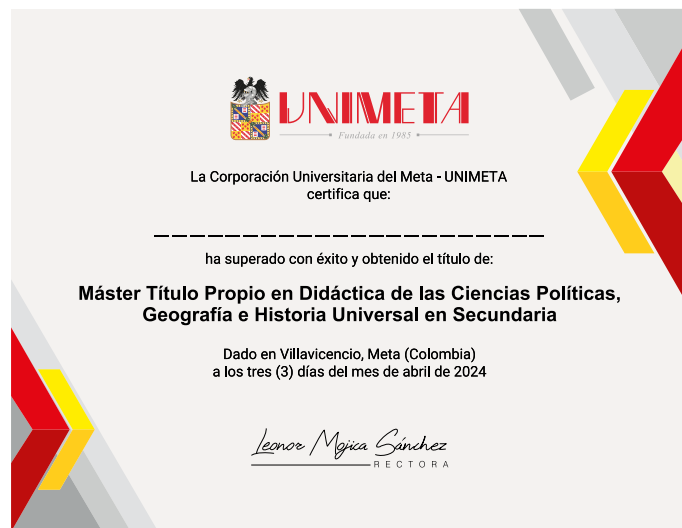 UNIMETA
Fundada en 1985
La Corporación Universitaria del Meta - UNIMETA
certifica que:
ha superado con éxito y obtenido el título de:
Máster Título Propio en Didáctica de las Ciencias Políticas,
Geografía e Historia Universal en Secundaria
Dado en Villavicencio, Meta (Colombia)
a los tres (3) días del mes de abril de 2024
Leonor Mojica Sánchez
RECTORA